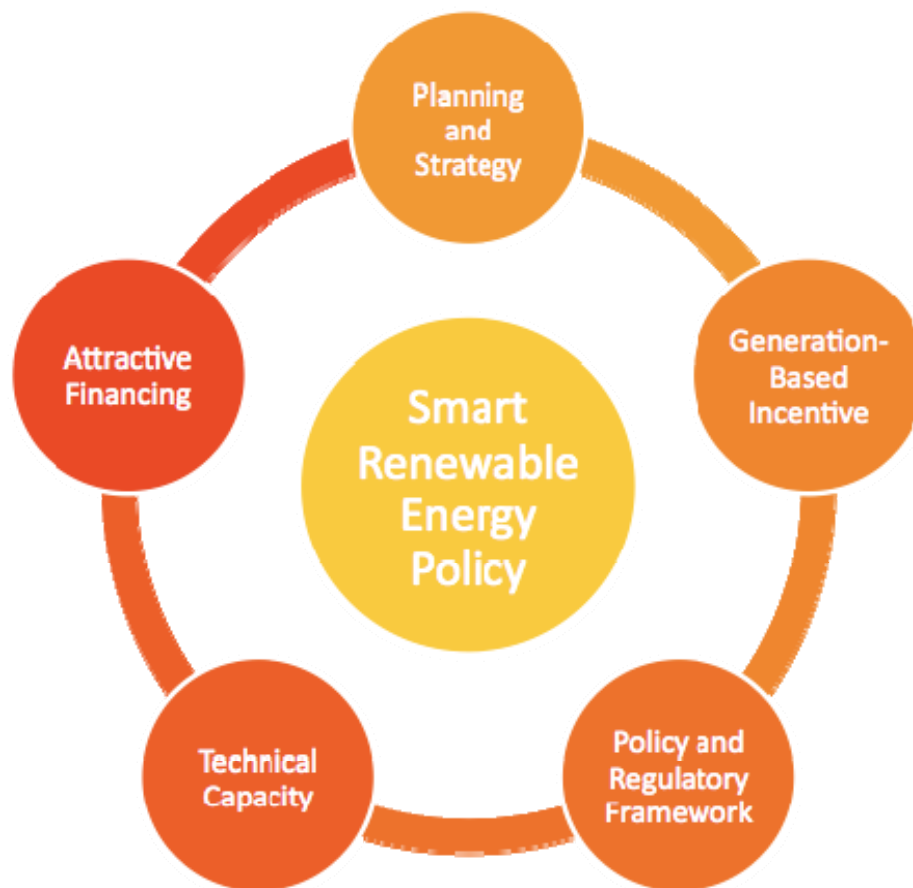 Planning
and
Strategy
Generation-
Based
Incentive
Policy and
Regulatory
Framework
Technical
Capacity
Attractive
Financing
Smart
Renewable
Energy
Policy